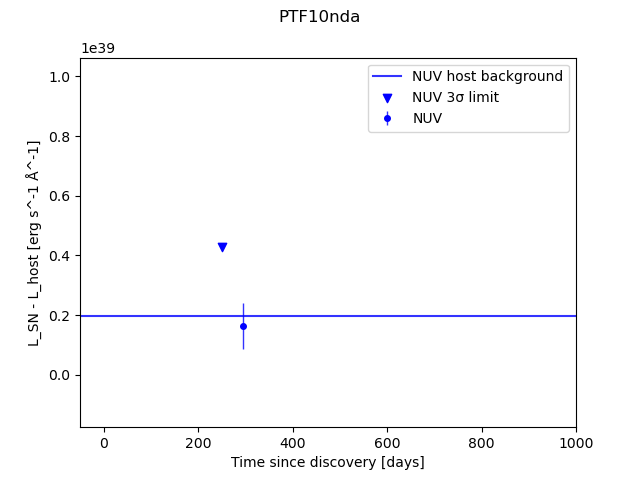 PTF10nda
1e39
NUV host background
NUV 3σ limit
NUV
1.0
0.8
0.6
0.4
0.2
0.0
L_SN - L_host [erg s^-1 Å^-1]
0 200 400 600 800 1000
Time since discovery [days]